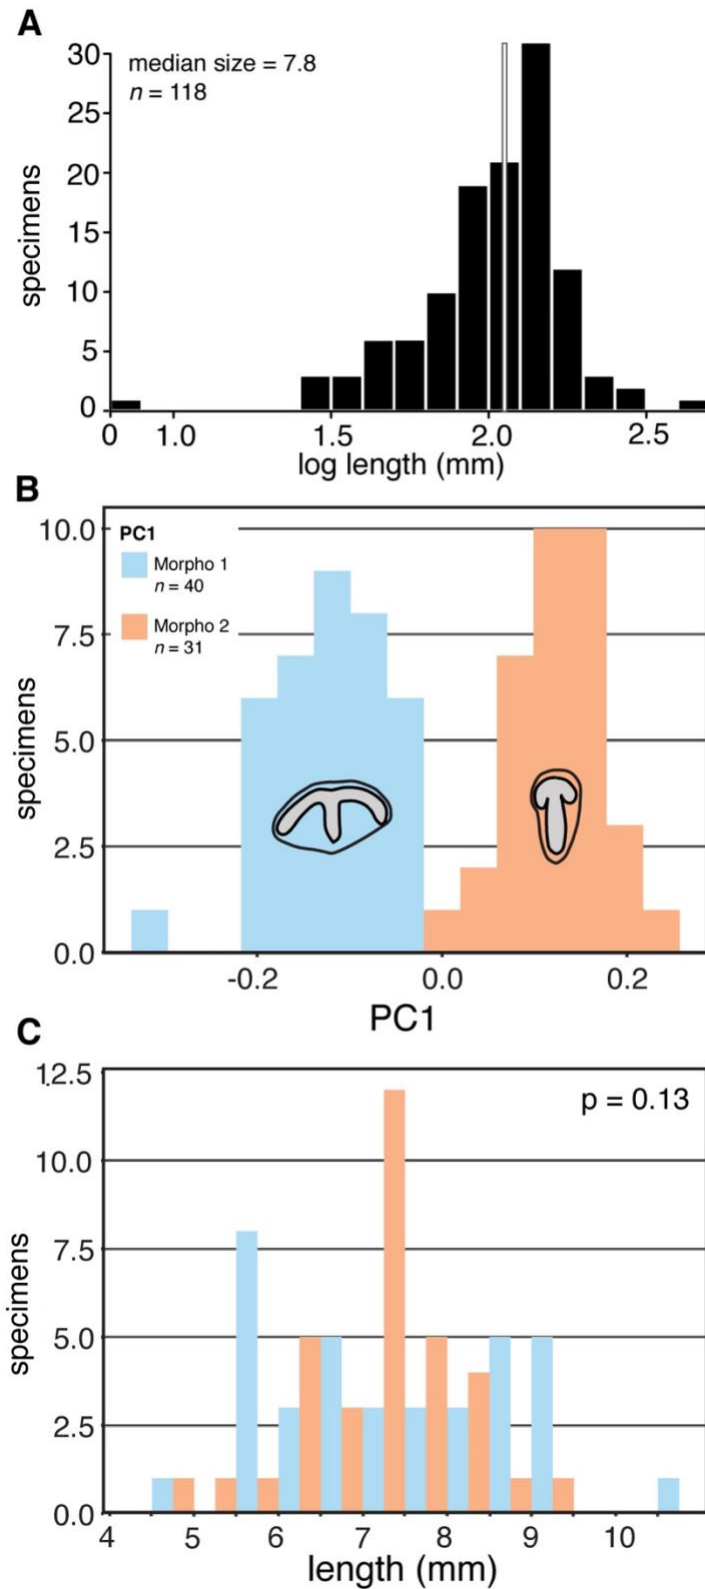 A
median size = 7.8
n = 118
30
25
20
15
10
5
0
specimens
0 1.0 1.5 2.0 2.5
log length (mm)
B
PC1
Morpho 1
n = 40
Morpho 2
n = 31
10.0
7.5
5.0
2.5
0.0
specimens
-0.2 0.0 0.2
PC1
C
p = 0.13
12.5
10.0
7.5
5.0
2.5
0.0
specimens
4 5 6 7 8 9 10
length (mm)